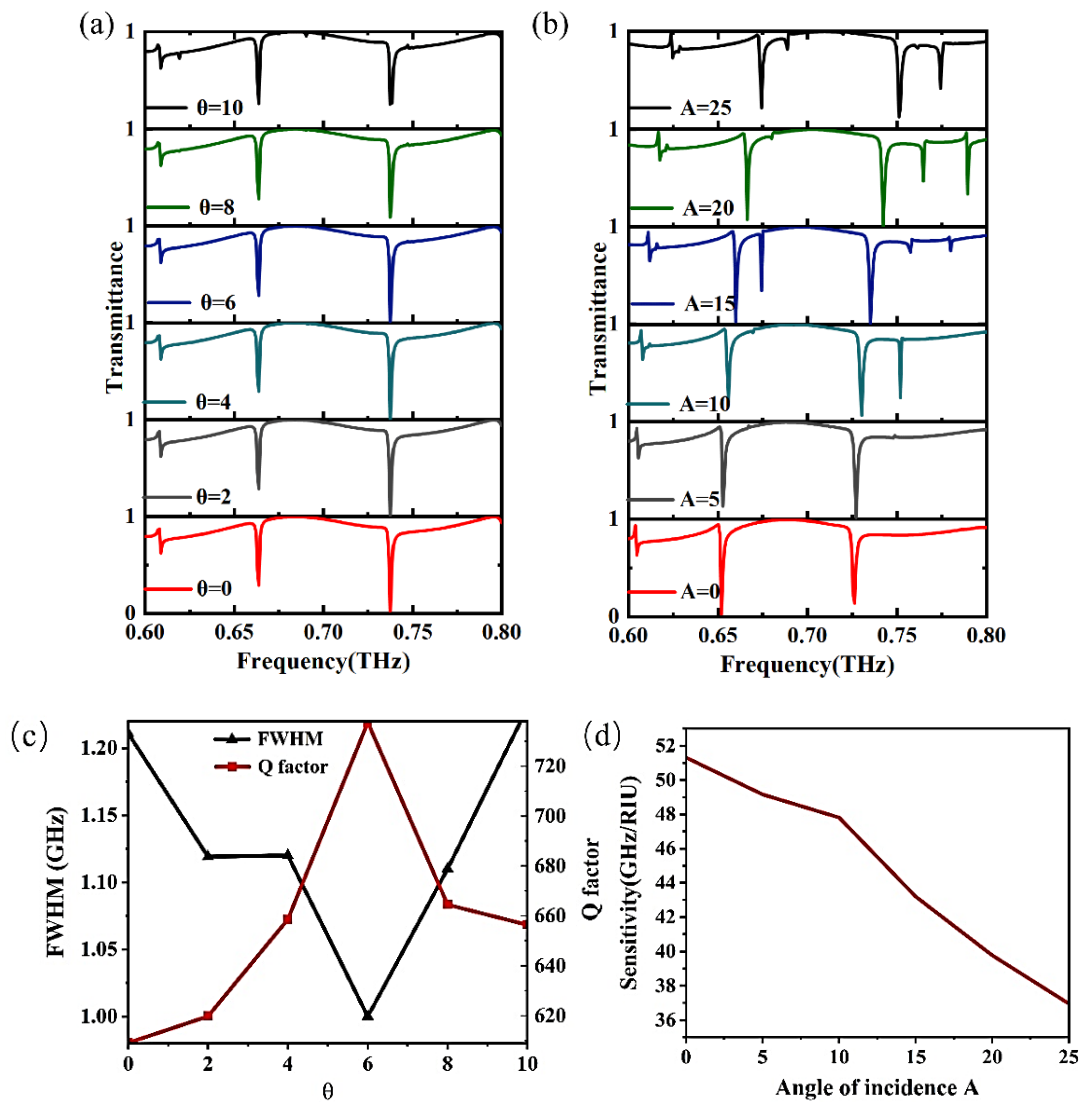 (a)
1
θ=10
1
θ=8
1
θ=6
1
θ=4
1
θ=2
1
θ=0
0
0.60 0.65 0.70 0.75 0.80
Frequency(THz)
Transmittance
(b)
1
A=25
1
A=20
1
A=15
1
A=10
1
A=5
1
A=0
0
0.60 0.65 0.70 0.75 0.80
Frequency(THz)
Transmittance
(c)
FWHM
Q factor
1.20
1.15
1.10
1.05
1.00
FWHM (GHz)
720
700
680
660
640
620
Q factor
0 2 4 6 8 10
θ
(d)
52
50
48
46
44
42
40
38
36
Sensitivity(GHz/RIU)
0 5 10 15 20 25
Angle of incidence A